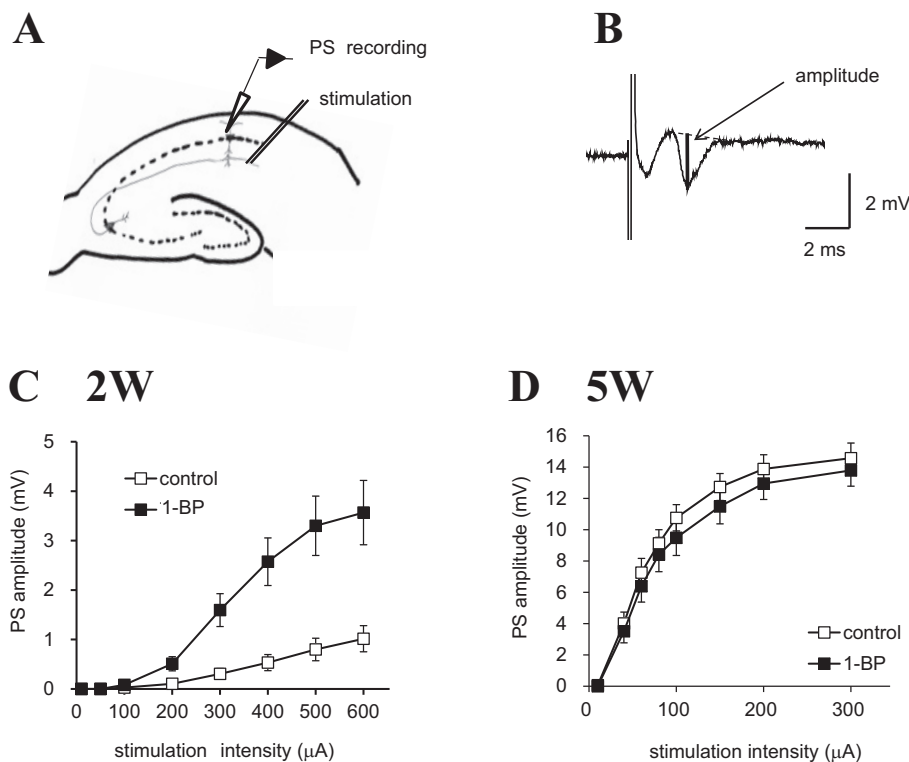 A
PS recording
stimulation
B
amplitude
2 mV
2 ms
C 2W
5
4
3
2
1
0
PS amplitude (mV)
control
1-BP
0 100 200 300 400 500 600
stimulation intensity (μA)
D 5W
16
14
12
10
8
6
4
2
0
PS amplitude (mV)
control
1-BP
0 100 200 300
stimulation intensity (μA)